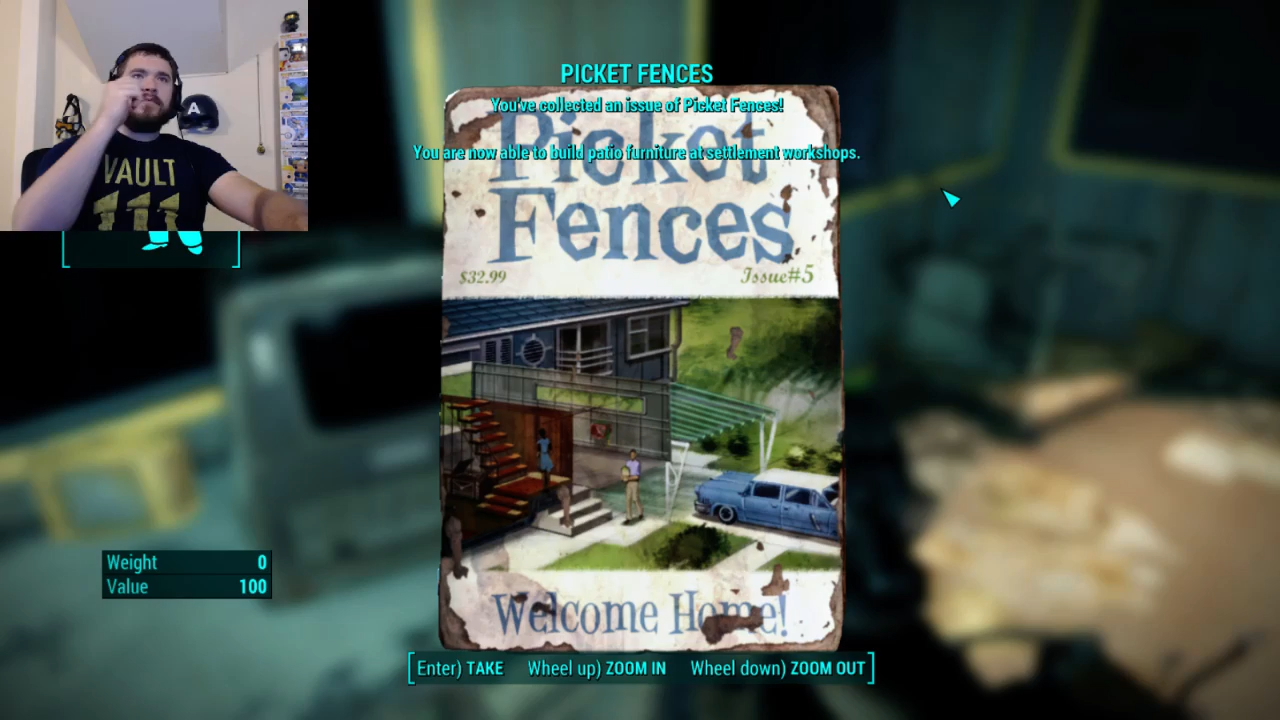 PICKET FENCES
You've collected an issue of Picket Fences!
Picket
You are now able to build patio furniture at settlement workshops.
Fences
$32.99 Issue#5
A
VAULT
111
Weight 0
Value 100
Welcome Home!
Enter) TAKE Wheel up) ZOOM IN Wheel down) ZOOM OUT